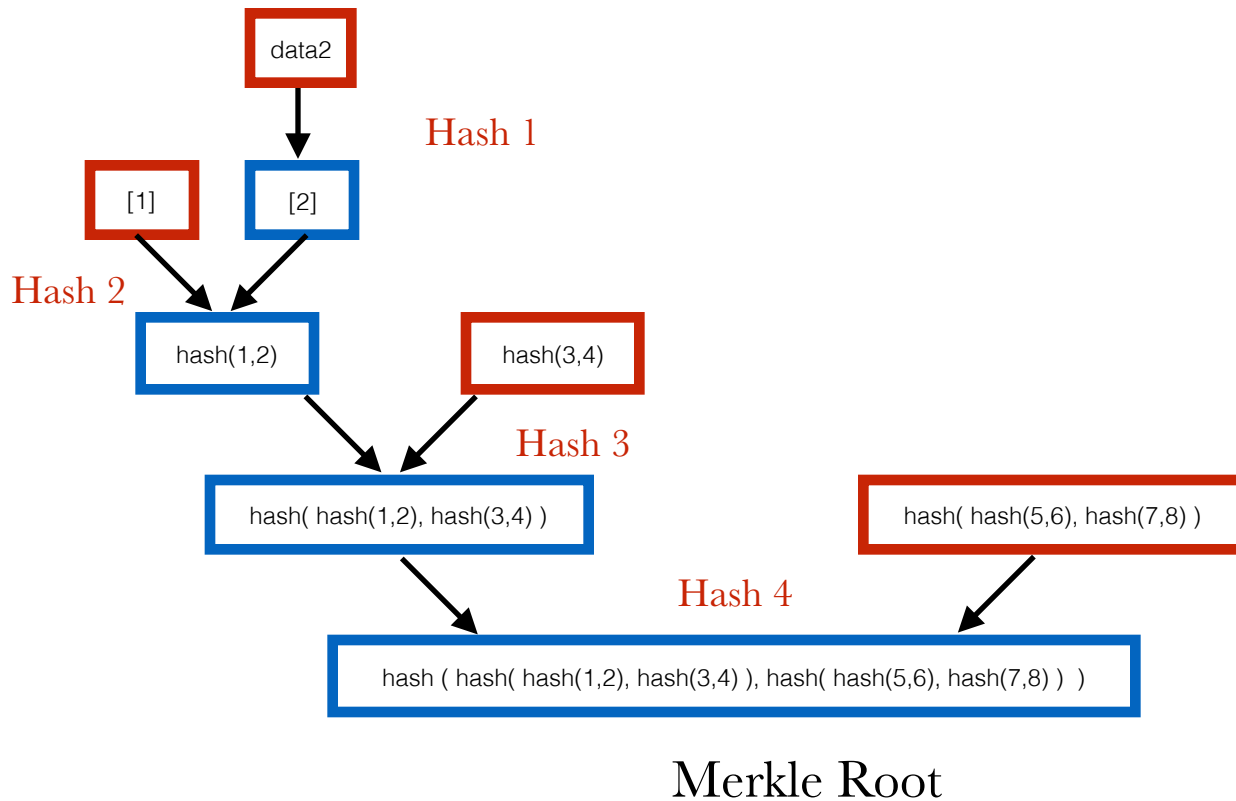 data2
Hash 1
[1]
[2]
Hash 2
hash(1,2)
hash(3,4)
Hash 3
hash( hash(1,2), hash(3,4) )
hash( hash(5,6), hash(7,8) )
Hash 4
hash ( hash( hash(1,2), hash(3,4) ), hash( hash(5,6), hash(7,8) )  )
Merkle Root